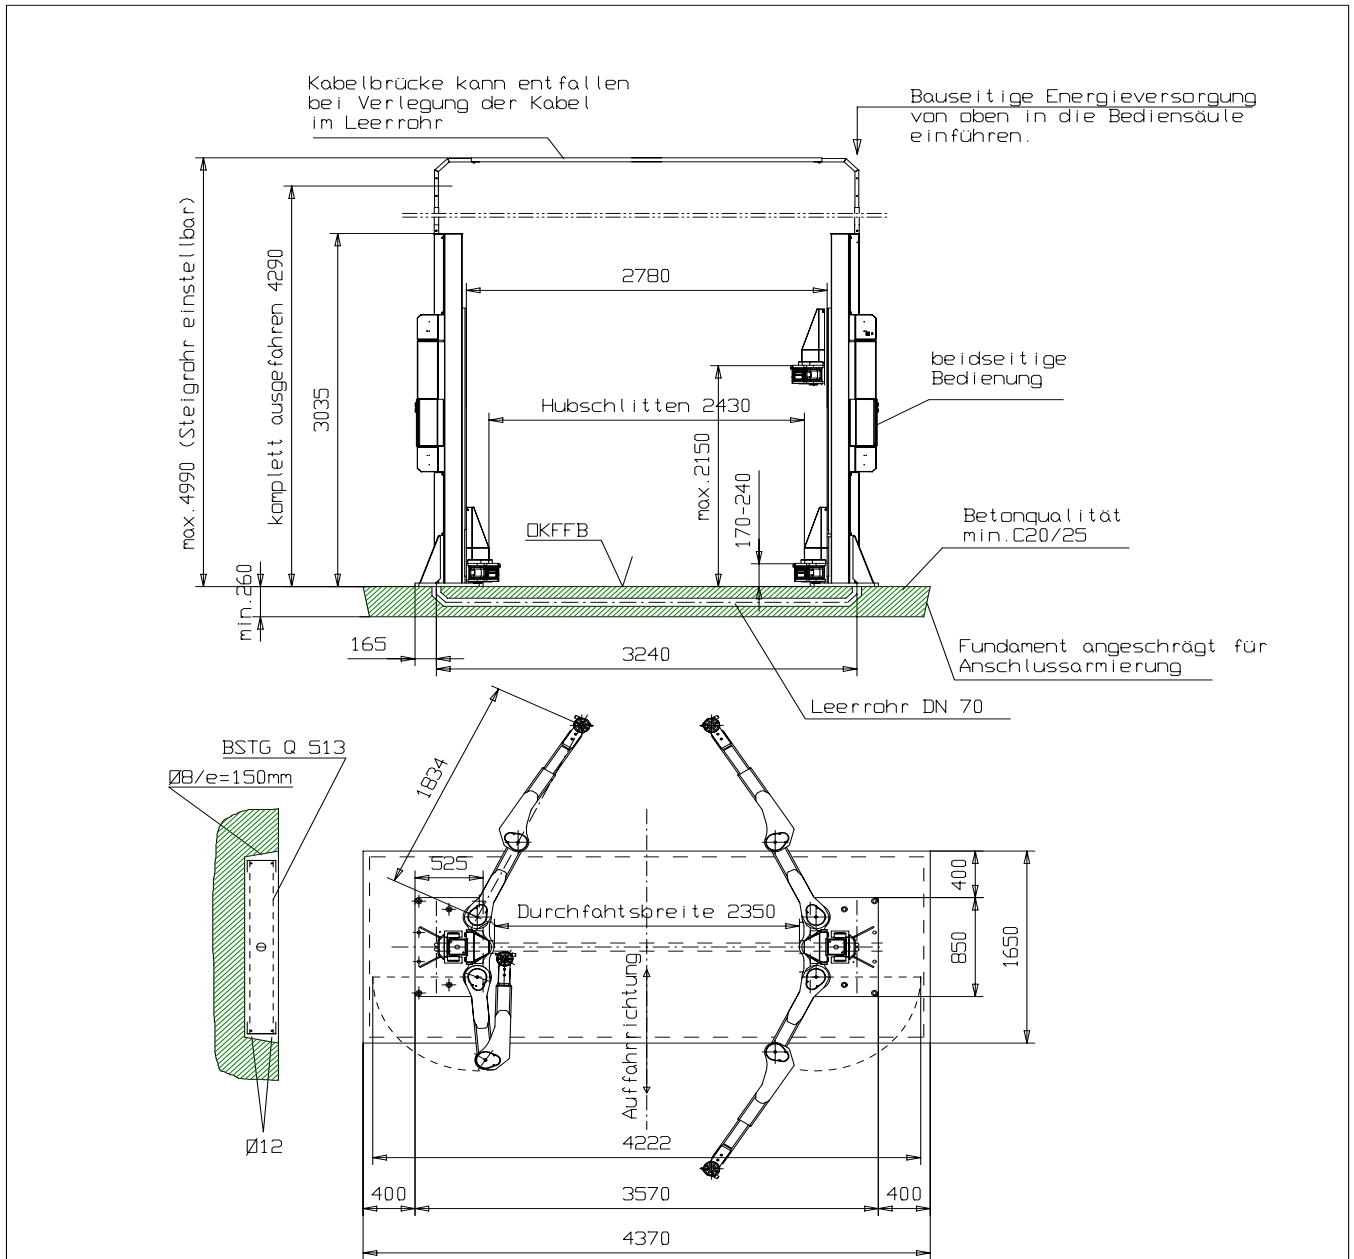 Kabelbrücke kann entfallen
bei Verlegung der Kabel
im Leerrohr
Bauseitige Energieversorgung
von oben in die Bediensäule
einführen.
max.4990 (Steigrohr einstellbar)
komplett ausgefahren 4290
3035
2780
beidseitige
Bedienung
Hubschlitten 2430
max.2150
170-240
OKFFB
Betonqualität
min.C20/25
min.260
165
3240
Fundament angeschrägt für
Anschlussarmierung
Leerrohr DN 70
BSTG Q 513
Ø8/e=150mm
1834
525
400
Durchfahtsbreite 2350
850
1650
Auffahrrichtung
Ø12
4222
400
3570
400
4370